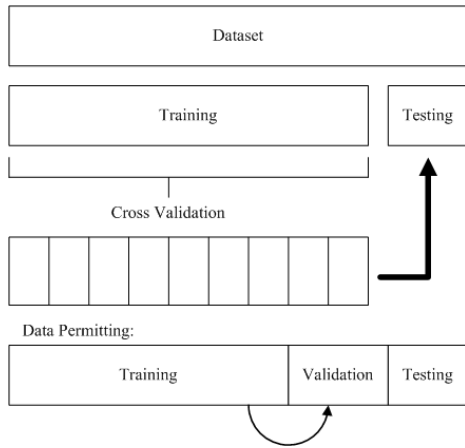 Dataset
Training
Testing
Cross Validation
Data Permitting:
Training
Validation
Testing